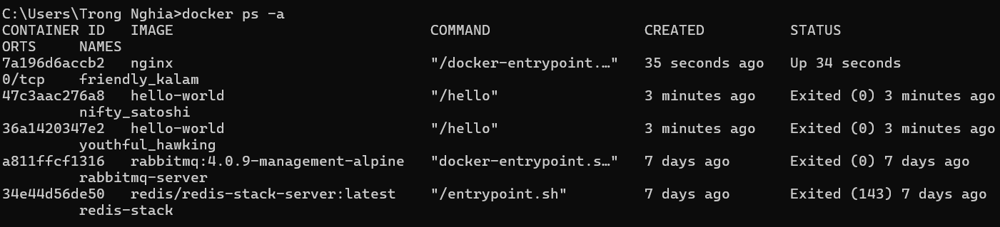 C:\Users\Trong Nghia>docker ps -a
CONTAINER ID   IMAGE                              COMMAND                  CREATED          STATUS
ORTS     NAMES
7a196d6accb2   nginx                              "/docker-entrypoint.…"   35 seconds ago   Up 34 seconds
0/tcp    friendly_kalam
47c3aac276a8   hello-world                        "/hello"                 3 minutes ago    Exited (0) 3 minutes ago
         nifty_satoshi
36a1420347e2   hello-world                        "/hello"                 3 minutes ago    Exited (0) 3 minutes ago
         youthful_hawking
a811ffcf1316   rabbitmq:4.0.9-management-alpine   "docker-entrypoint.s…"   7 days ago       Exited (0) 7 days ago
         rabbitmq-server
34e44d56de50   redis/redis-stack-server:latest    "/entrypoint.sh"         7 days ago       Exited (143) 7 days ago
         redis-stack